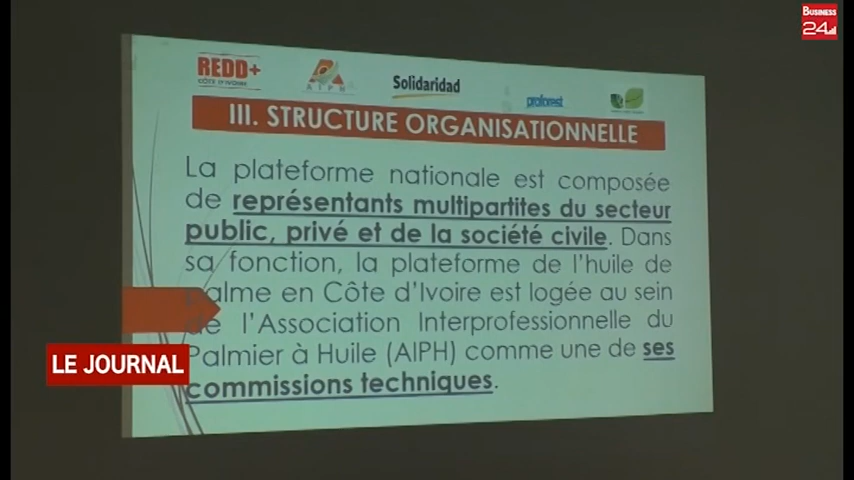 BUSINESS
24
REDD+
CÔTE D'IVOIRE
AIPH
Solidaridad
proforest
III. STRUCTURE ORGANISATIONNELLE
La plateforme nationale est composée
de représentants multipartites du secteur
public, privé et de la société civile. Dans
sa fonction, la plateforme de l'huile de
palme en Côte d'Ivoire est logée au sein
de l'Association Interprofessionnelle du
Palmier à Huile (AIPH) comme une de ses
commissions techniques.
LE JOURNAL